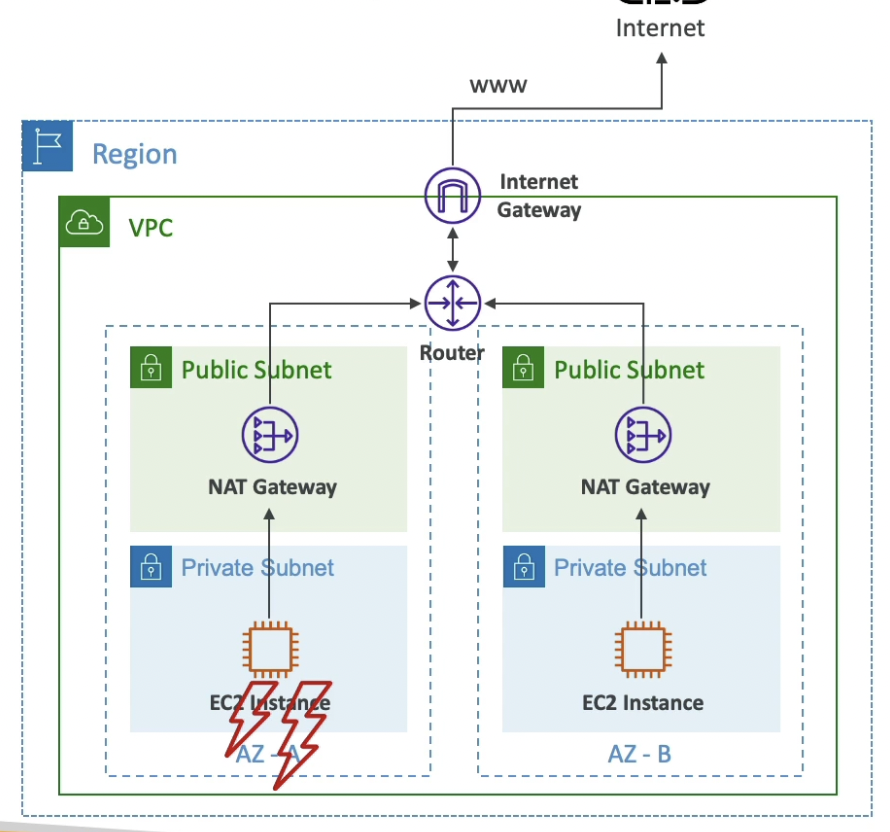 Internet
www
Region
Internet
Gateway
VPC
Router
Public Subnet
Public Subnet
NAT Gateway
NAT Gateway
Private Subnet
Private Subnet
EC2 Instance
EC2 Instance
AZ - A
AZ - B